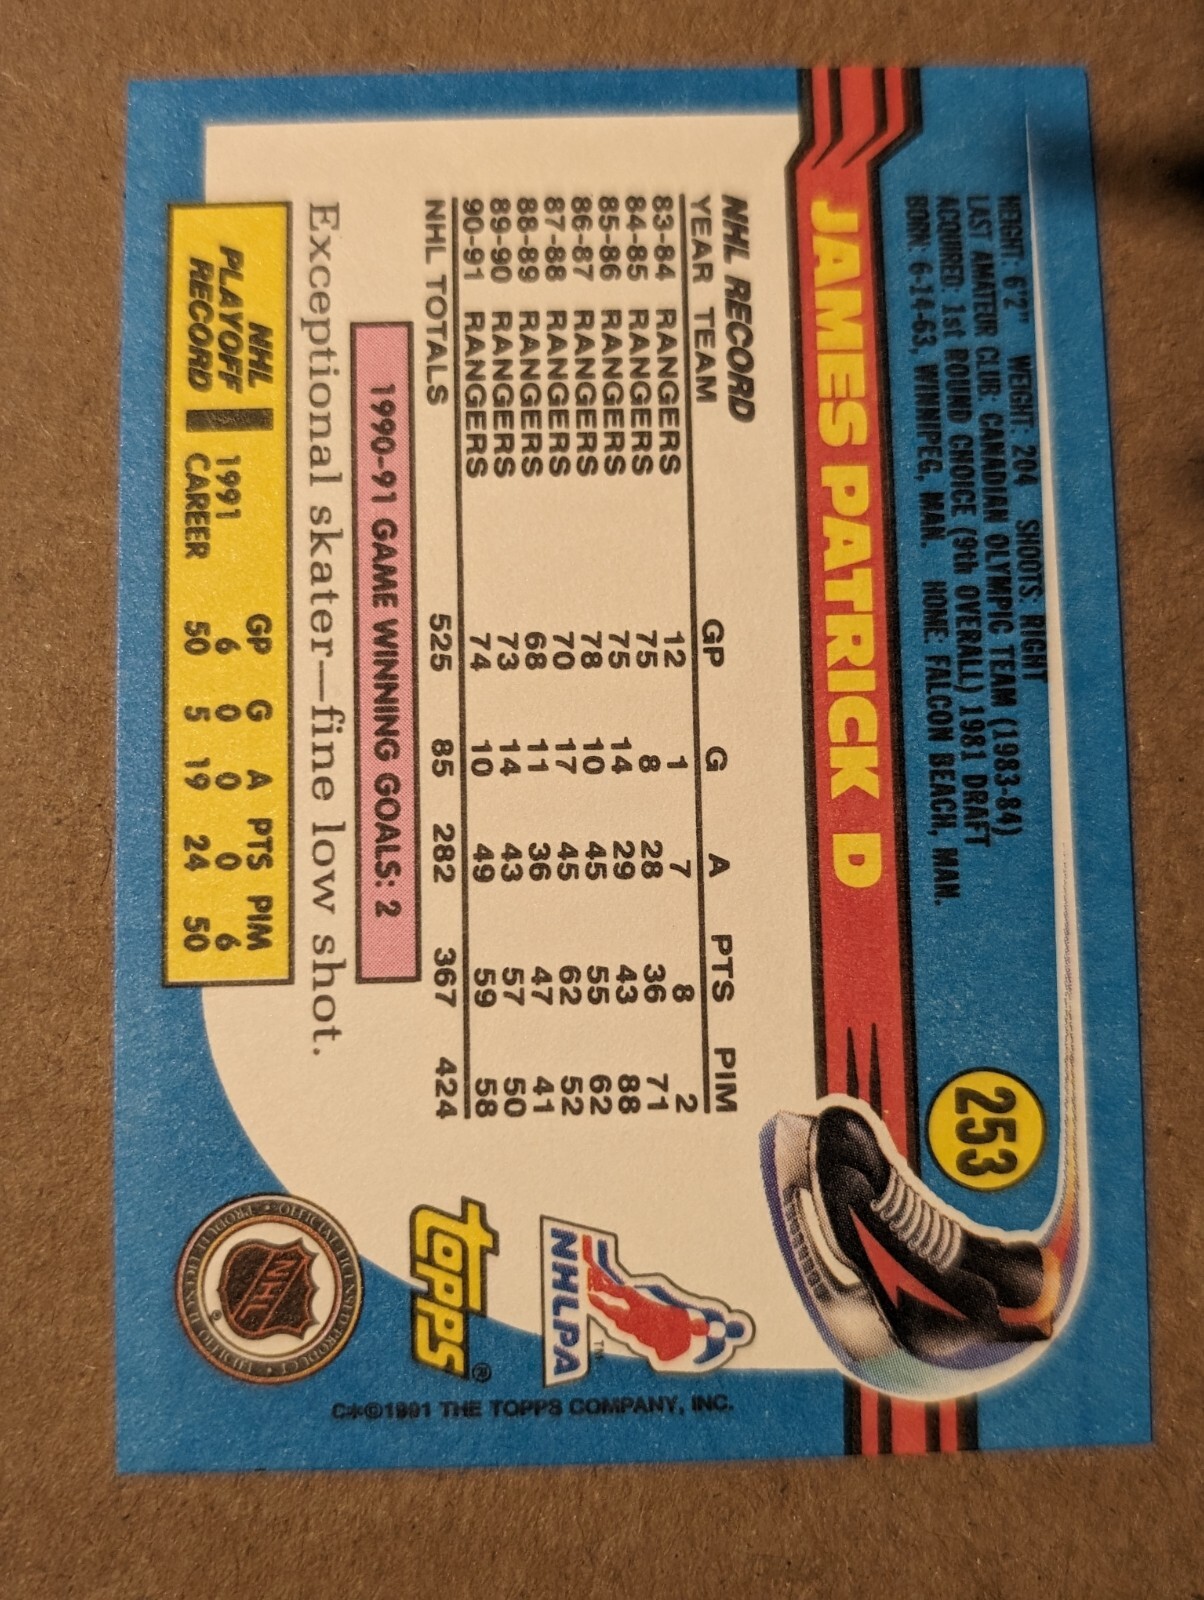 253
HEIGHT: 6'2" WEIGHT: 204 SHOOTS: RIGHT
LAST AMATEUR CLUB: CANADIAN OLYMPIC TEAM (1983-84)
ACQUIRED: 1st ROUND CHOICE (9th OVERALL) 1981 DRAFT
BORN: 6-14-63, WINNIPEG, MAN. HOME: FALCON BEACH, MAN.
JAMES PATRICK D
NHL RECORD
YEAR TEAM GP G A PTS PIM
83-84 RANGERS 12 1 7 8 2
84-85 RANGERS 75 8 28 36 71
85-86 RANGERS 75 14 29 43 88
86-87 RANGERS 78 10 45 55 62
87-88 RANGERS 70 17 45 62 52
88-89 RANGERS 68 11 36 47 41
89-90 RANGERS 73 14 43 57 50
90-91 RANGERS 74 10 49 59 58
NHL TOTALS 525 85 282 367 424
1990-91 GAME WINNING GOALS: 2
Exceptional skater—fine low shot.
NHL PLAYOFF RECORD
GP G A PTS PIM
1991 6 0 0 0 6
CAREER 50 5 19 24 50
NHLPA
TM
TOPPS®
NHL
®
C*©1991 THE TOPPS COMPANY, INC.